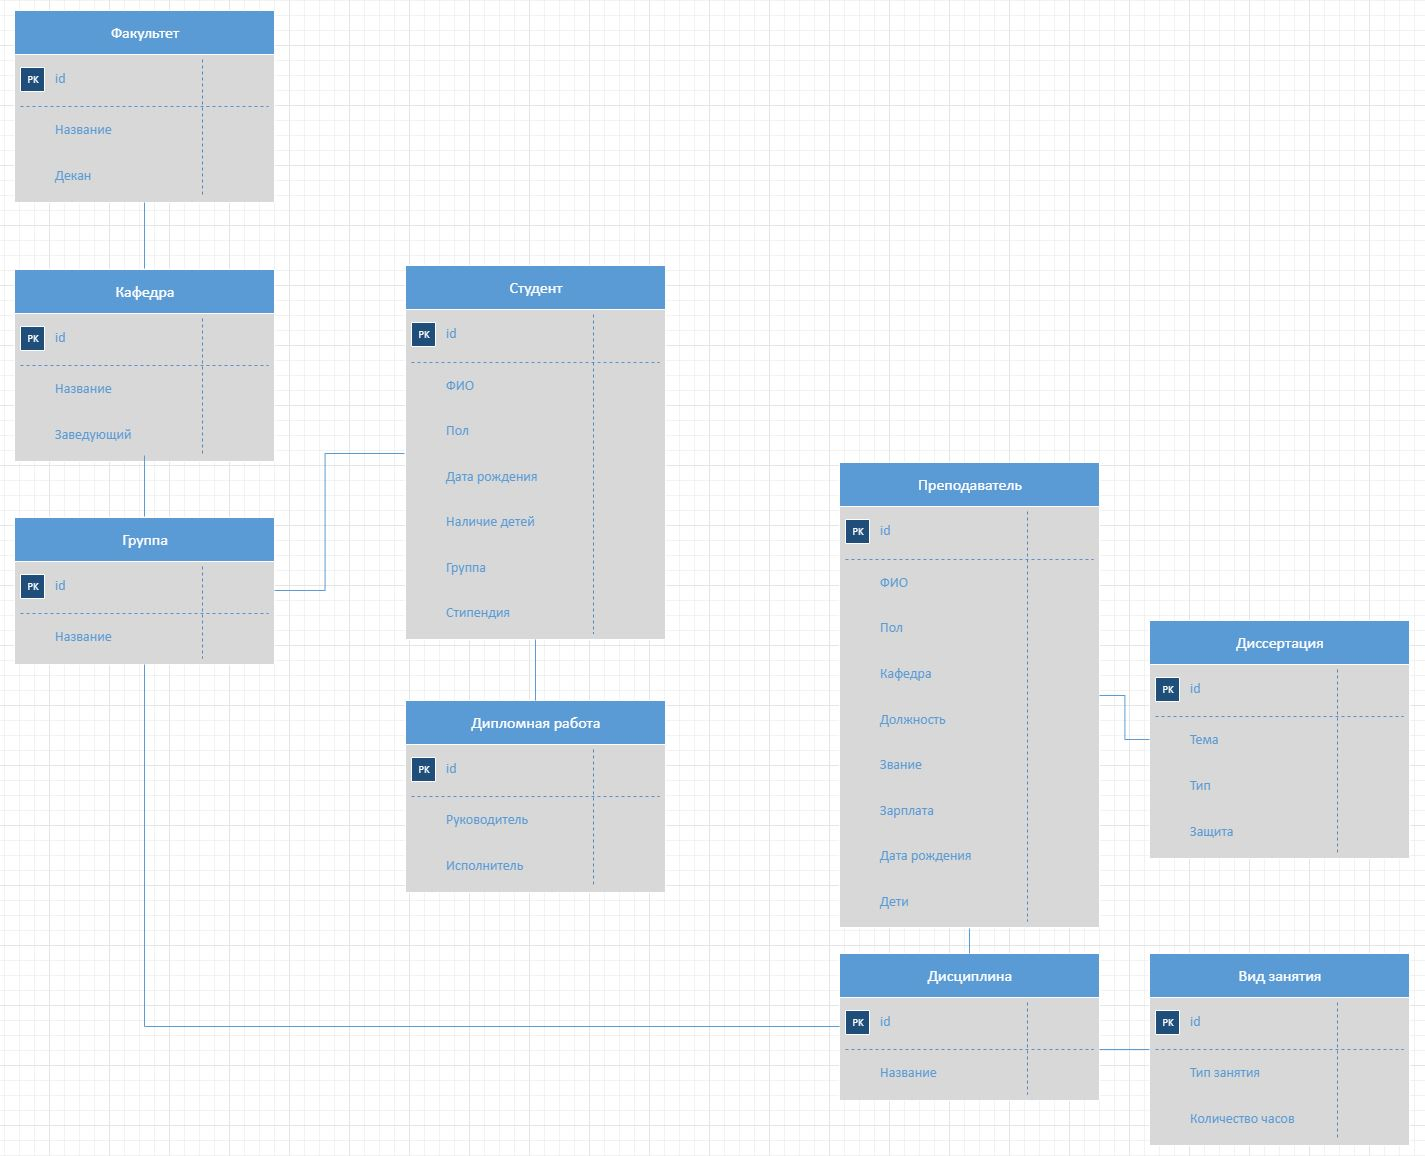 Факультет
PK id
Название
Декан
Кафедра
PK id
Название
Заведующий
Группа
PK id
Название
Студент
PK id
ФИО
Пол
Дата рождения
Наличие детей
Группа
Стипендия
Дипломная работа
PK id
Руководитель
Исполнитель
Преподаватель
PK id
ФИО
Пол
Кафедра
Должность
Звание
Зарплата
Дата рождения
Дети
Диссертация
PK id
Тема
Тип
Защита
Дисциплина
PK id
Название
Вид занятия
PK id
Тип занятия
Количество часов